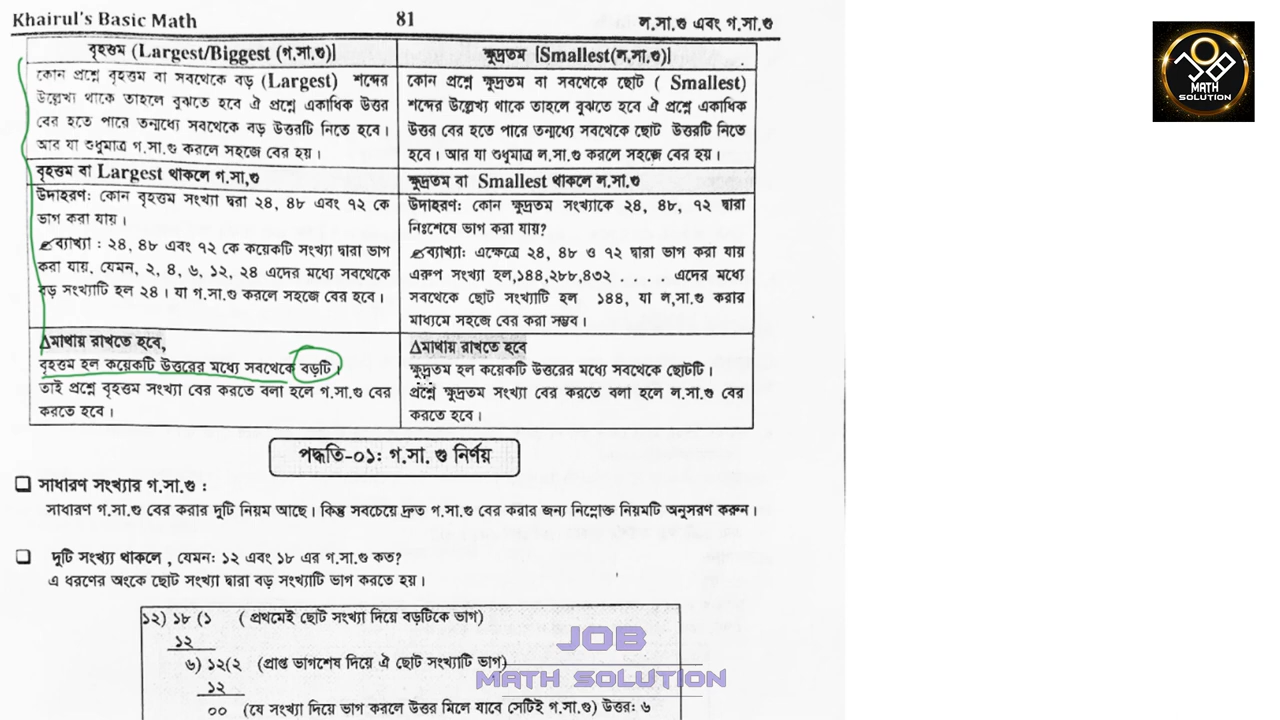 Khairul's Basic Math
81
ল.সা.গু এবং গ.সা.গু
বৃহত্তম (Largest/Biggest (গ.সা.গু)]
কোন প্রশ্নে বৃহত্তম বা সবথেকে বড় (Largest) শব্দের
উল্লেখ্য থাকে তাহলে বুঝতে হবে ঐ প্রশ্নে একাধিক উত্তর
বের হতে পারে তন্মধ্যে সবথেকে বড় উত্তরটি নিতে হবে।
আর যা শুধুমাত্র গ.সা.গু করলে সহজে বের হয়।
বৃহত্তম বা Largest থাকলে গ.সা,গু
উদাহরণ: কোন বৃহত্তম সংখ্যা দ্বরা ২৪, ৪৮ এবং ৭২ কে
ভাগ করা যায়।
ব্যাখ্যা : ২৪, ৪৮ এবং ৭২ কে কয়েকটি সংখ্যা দ্বারা ভাগ
করা যায়, যেমন, ২, ৪, ৬, ১২, ২৪ এদের মধ্যে সবথেকে
বড় সংখ্যাটি হল ২৪। যা গ.সা.গু করলে সহজে বের হবে।
Δমাথায় রাখতে হবে,
বৃহত্তম হল কয়েকটি উত্তরের মধ্যে সবথেকে বড়টি।
তাই প্রশ্নে বৃহত্তম সংখ্যা বের করতে বলা হলে গ.সা.গু বের
করতে হবে।
ক্ষুদ্রতম [Smallest(ল.সা.গু)]
কোন প্রশ্নে ক্ষুদ্রতম বা সবথেকে ছোট ( Smallest)
শব্দের উল্লেখ্য থাকে তাহলে বুঝতে হবে ঐ প্রশ্নে একাধিক
উত্তর বের হতে পারে তন্মধ্যে সবথেকে ছোট উত্তরটি নিতে
হবে। আর যা শুধুমাত্র ল.সা.গু করলে সহজে বের হয়।
ক্ষুদ্রতম বা Smallest থাকলে ল.সা.গু
উদাহরণ: কোন ক্ষুদ্রতম সংখ্যাকে ২৪, ৪৮, ৭২ দ্বারা
নিঃশেষে ভাগ করা যায়?
ব্যাখ্যা: এক্ষেত্রে ২৪, ৪৮ ও ৭২ দ্বারা ভাগ করা যায়
এরুপ সংখ্যা হল,১৪৪,২৮৮,৪৩২ . . . . এদের মধ্যে
সবথেকে ছোট সংখ্যাটি হল ১৪৪, যা ল,সা.গু করার
মাধ্যমে সহজে বের করা সম্ভব।
Δমাথায় রাখতে হবে
ক্ষুদ্রতম হল কয়েকটি উত্তরের মধ্যে সবথেকে ছোটটি।
প্রশ্নে ক্ষুদ্রতম সংখ্যা বের করতে বলা হলে ল.সা.গু বের
করতে হবে।
পদ্ধতি-০১: গ.সা. গু নির্ণয়
❑ সাধারণ সংখ্যার গ.সা.গু :
সাধারণ গ.সা.গু বের করার দুটি নিয়ম আছে। কিন্তু সবচেয়ে দ্রুত গ.সা.গু বের করার জন্য নিম্নোক্ত নিয়মটি অনুসরণ করুন।
❑ দুটি সংখ্যা থাকলে , যেমন: ১২ এবং ১৮ এর গ.সা.গু কত?
এ ধরণের অংকে ছোট সংখ্যা দ্বারা বড় সংখ্যাটি ভাগ করতে হয়।
১২) ১৮ (১ ( প্রথমেই ছোট সংখ্যা দিয়ে বড়টিকে ভাগ)
১২
৬) ১২(২ (প্রাপ্ত ভাগশেষ দিয়ে ঐ ছোট সংখ্যাটি ভাগ)
১২
০০ (যে সংখ্যা দিয়ে ভাগ করলে উত্তর মিলে যাবে সেটিই গ.সা.গু) উত্তর: ৬
JOB
MATH SOLUTION
MATH
SOLUTION